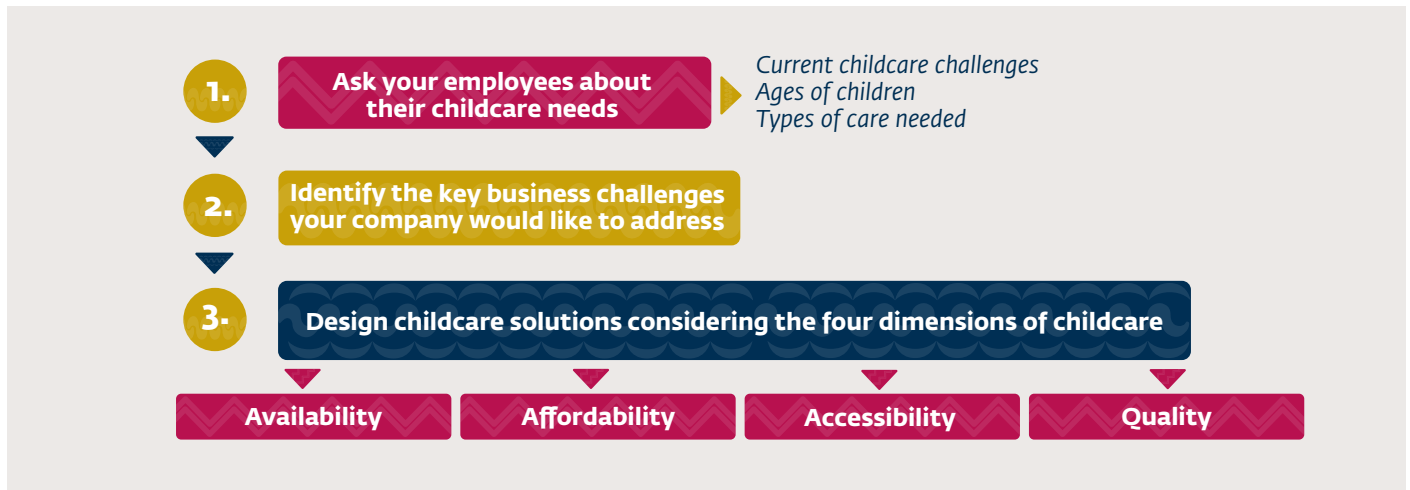 1.
Ask your employees about
their childcare needs
Current childcare challenges
Ages of children
Types of care needed
2.
Identify the key business challenges
your company would like to address
3.
Design childcare solutions considering the four dimensions of childcare
Availability
Affordability
Accessibility
Quality